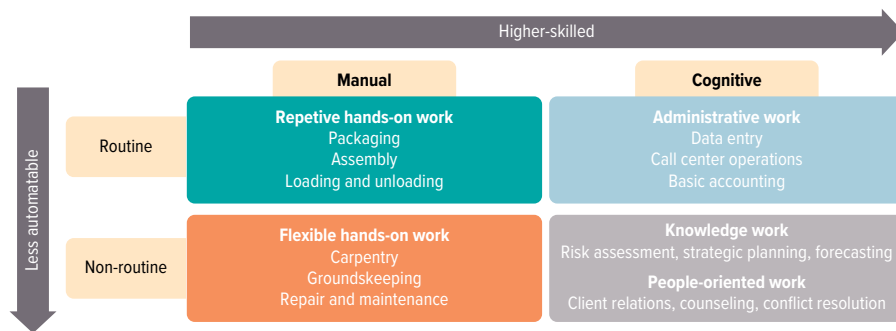 Higher-skilled
Manual
Cognitive
Less automatable
Routine
Repetive hands-on work
Packaging
Assembly
Loading and unloading
Administrative work
Data entry
Call center operations
Basic accounting
Non-routine
Flexible hands-on work
Carpentry
Groundskeeping
Repair and maintenance
Knowledge work
Risk assessment, strategic planning, forecasting
People-oriented work
Client relations, counseling, conflict resolution